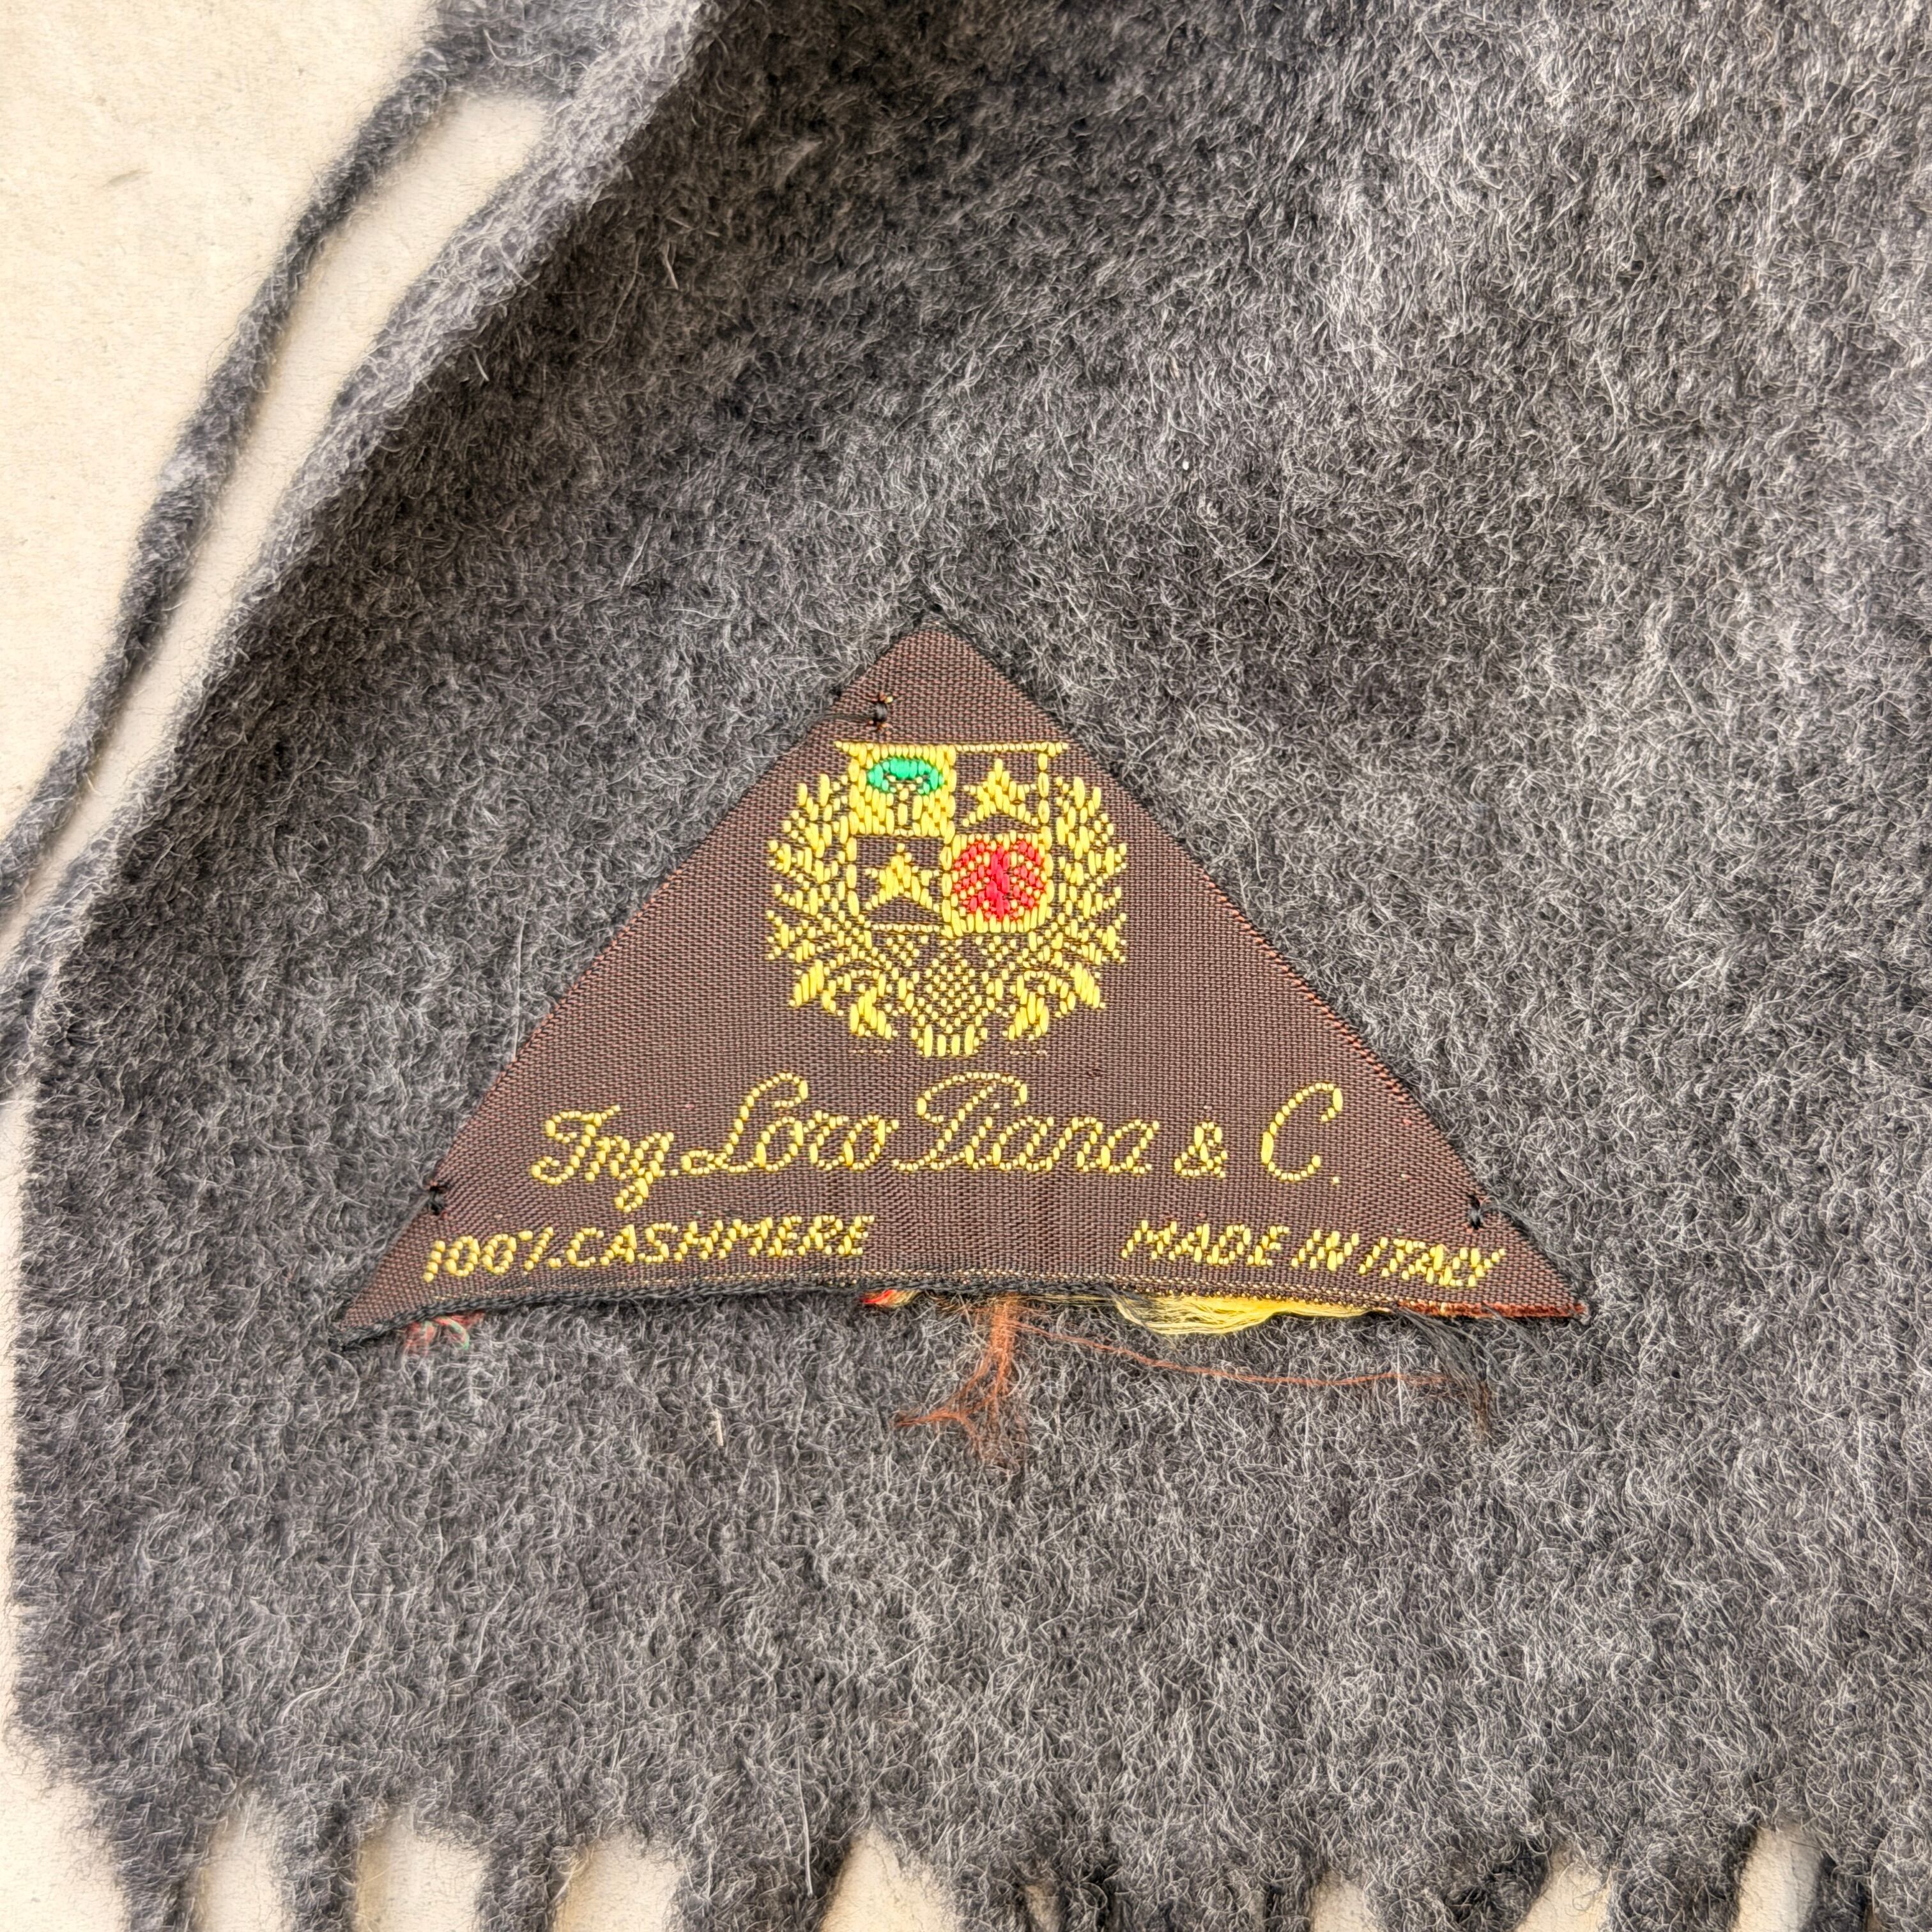 Ing. Loro Piana & C.
100% CASHMERE MADE IN ITALY